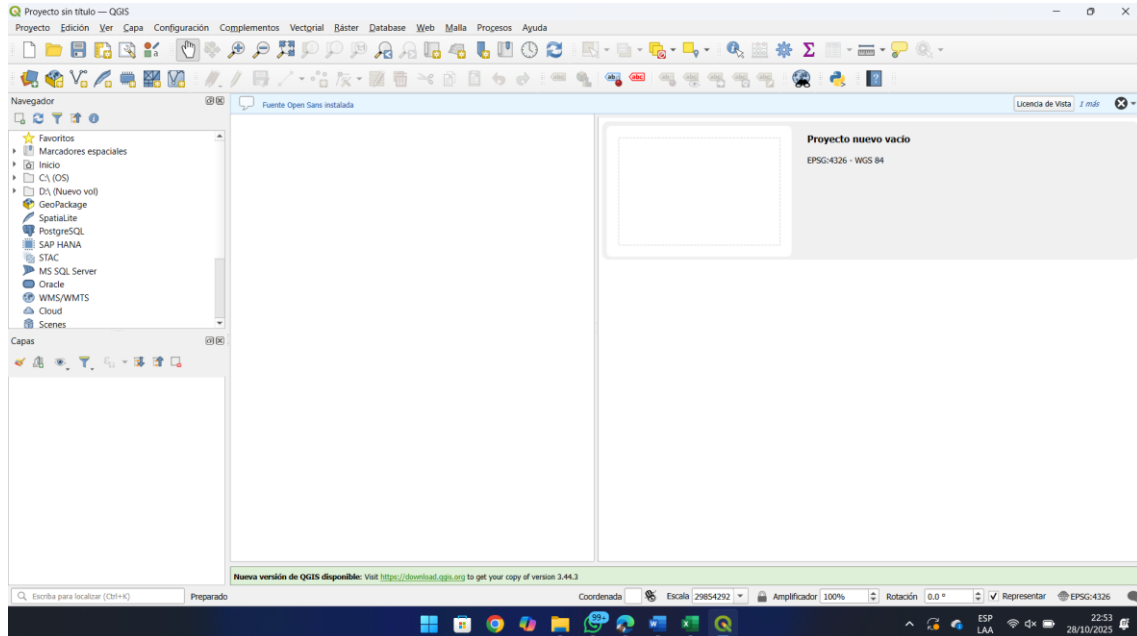 Proyecto sin título — QGIS
Proyecto Edición Ver Capa Configuración Complementos Vectorial Ráster Database Web Malla Procesos Ayuda
Navegador
Fuente Open Sans instalada
Licencia de Vista 1 más
Favoritos
Marcadores espaciales
Inicio
C:\ (OS)
D:\ (Nuevo vol)
GeoPackage
SpatiaLite
PostgreSQL
SAP HANA
STAC
MS SQL Server
Oracle
WMS/WMTS
Cloud
Scenes
Proyecto nuevo vacío
EPSG:4326 - WGS 84
Capas
Nueva versión de QGIS disponible: Visit https://download.qgis.org to get your copy of version 3.44.3
Escriba para localizar (Ctrl+K) Preparado Coordenada Escala 29854292 Amplificador 100% Rotación 0.0 ° Representar EPSG:4326
99+
ESP
LAA
22:53
28/10/2025